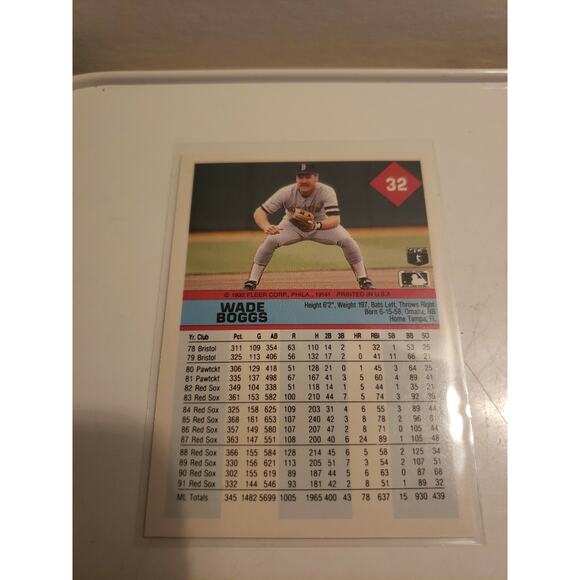 32
© 1992 FLEER CORP., PHILA., 19141 PRINTED IN U.S.A
WADE BOGGS
Height 6'2", Weight 197, Bats Left, Throws Right
Born 6-15-58, Omaha, NB
Home Tampa, FL
Yr. Club Pct. G AB R H 2B 3B HR RBI SB BB SO
78 Bristol .311 109 354 63 110 14 2 1 32 1 53 25
79 Bristol .325 113 406 56 132 17 2 0 41 11 66 21
80 Pawtckt .306 129 418 51 128 21 0 1 45 3 64 25
81 Pawtckt .335 137 498 67 167 41 3 5 60 4 89 41
82 Red Sox .349 104 338 51 118 14 1 5 44 1 35 21
83 Red Sox .361 153 582 100 210 44 7 5 74 3 92 36
84 Red Sox .325 158 625 109 203 31 4 6 55 3 89 44
85 Red Sox .368 161 653 107 240 42 3 8 78 2 96 61
86 Red Sox .357 149 580 107 207 47 2 8 71 0 105 44
87 Red Sox .363 147 551 108 200 40 6 24 89 1 105 48
88 Red Sox .366 155 584 128 214 45 6 5 58 2 125 34
89 Red Sox .330 156 621 113 205 51 7 3 54 2 107 51
90 Red Sox .302 155 619 89 187 44 5 6 63 0 87 68
91 Red Sox .332 144 546 93 181 42 2 8 51 1 89 32
ML Totals .345 1482 5699 1005 1965 400 43 78 637 15 930 439